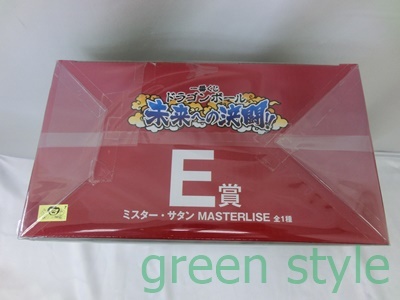 一番くじ
ドラゴンボール
未来への決闘!!
E賞
ミスター・サタン MASTERLISE 全1種
green style